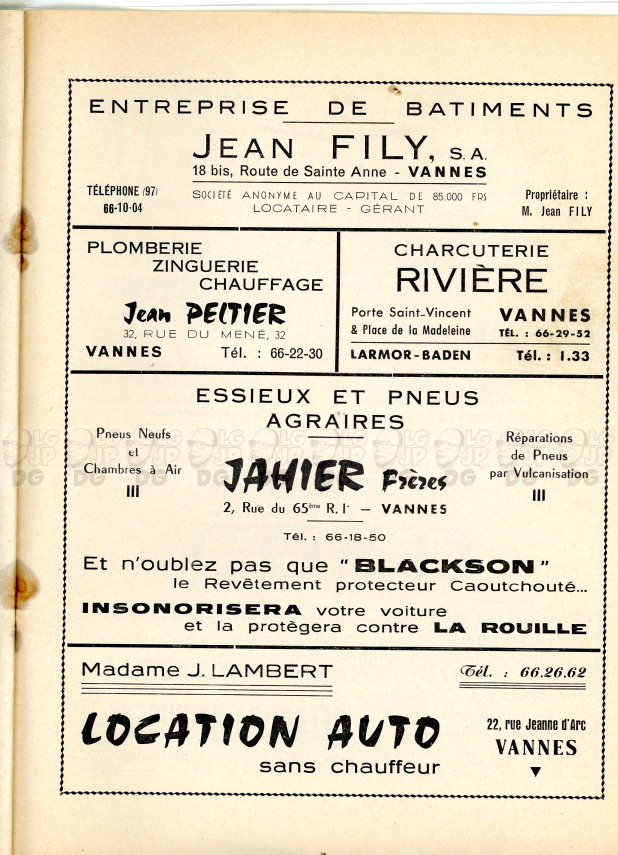 ENTREPRISE DE BATIMENTS
JEAN FILY, S.A.
18 bis, Route de Sainte Anne - VANNES
TÉLÉPHONE (97)
66-10-04
SOCIÉTÉ ANONYME AU CAPITAL DE 85.000 FRS
LOCATAIRE - GÉRANT
Propriétaire :
M. Jean FILY
PLOMBERIE
ZINGUERIE
CHAUFFAGE
Jean PELTIER
32, RUE DU MENÉ, 32
VANNES Tél. : 66-22-30
CHARCUTERIE
RIVIÈRE
Porte Saint-Vincent
& Place de la Madeleine
VANNES
TÉL. : 66-29-52
LARMOR-BADEN Tél. : 1.33
ESSIEUX ET PNEUS
AGRAIRES
Pneus Neufs
et
Chambres à Air
JAHIER Frères
2, Rue du 65ème R.I. — VANNES
Tél. : 66-18-50
Réparations
de Pneus
par Vulcanisation
Et n'oublez pas que "BLACKSON"
le Revêtement protecteur Caoutchouté...
INSONORISERA votre voiture
et la protêgera contre LA ROUILLE
Madame J. LAMBERT
Tél. : 66.26.62
LOCATION AUTO
sans chauffeur
22, rue Jeanne d'Arc
VANNES
LG
JP
DG